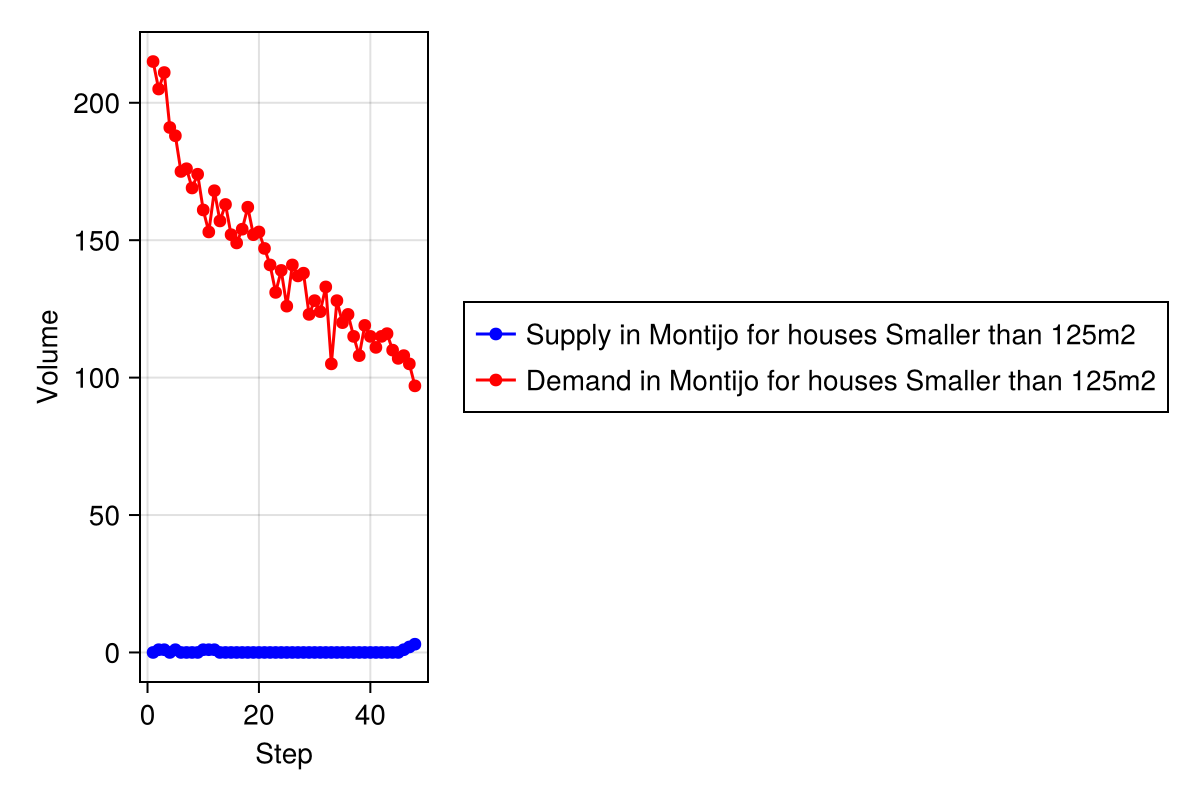 Volume
200
150
100
50
0
0 20 40
Step
Supply in Montijo for houses Smaller than 125m2
Demand in Montijo for houses Smaller than 125m2